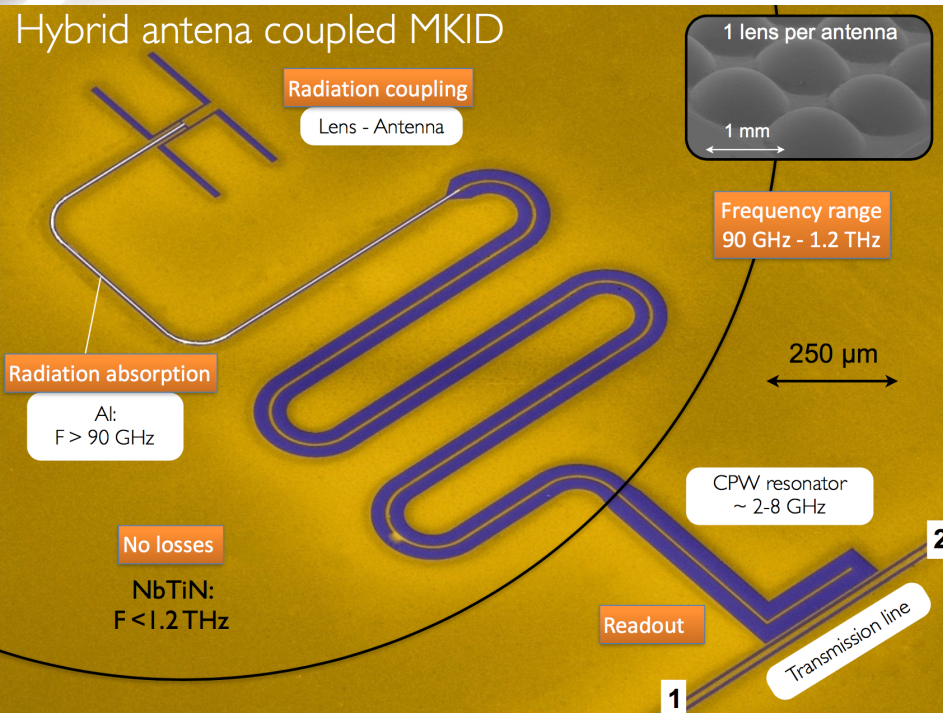 Hybrid antena coupled MKID
1 lens per antenna
1 mm
Radiation coupling
Lens - Antenna
Frequency range
90 GHz - 1.2 THz
250 μm
Radiation absorption
Al:
F > 90 GHz
CPW resonator
~ 2-8 GHz
No losses
NbTiN:
F <1.2 THz
2
Readout
Transmission line
1